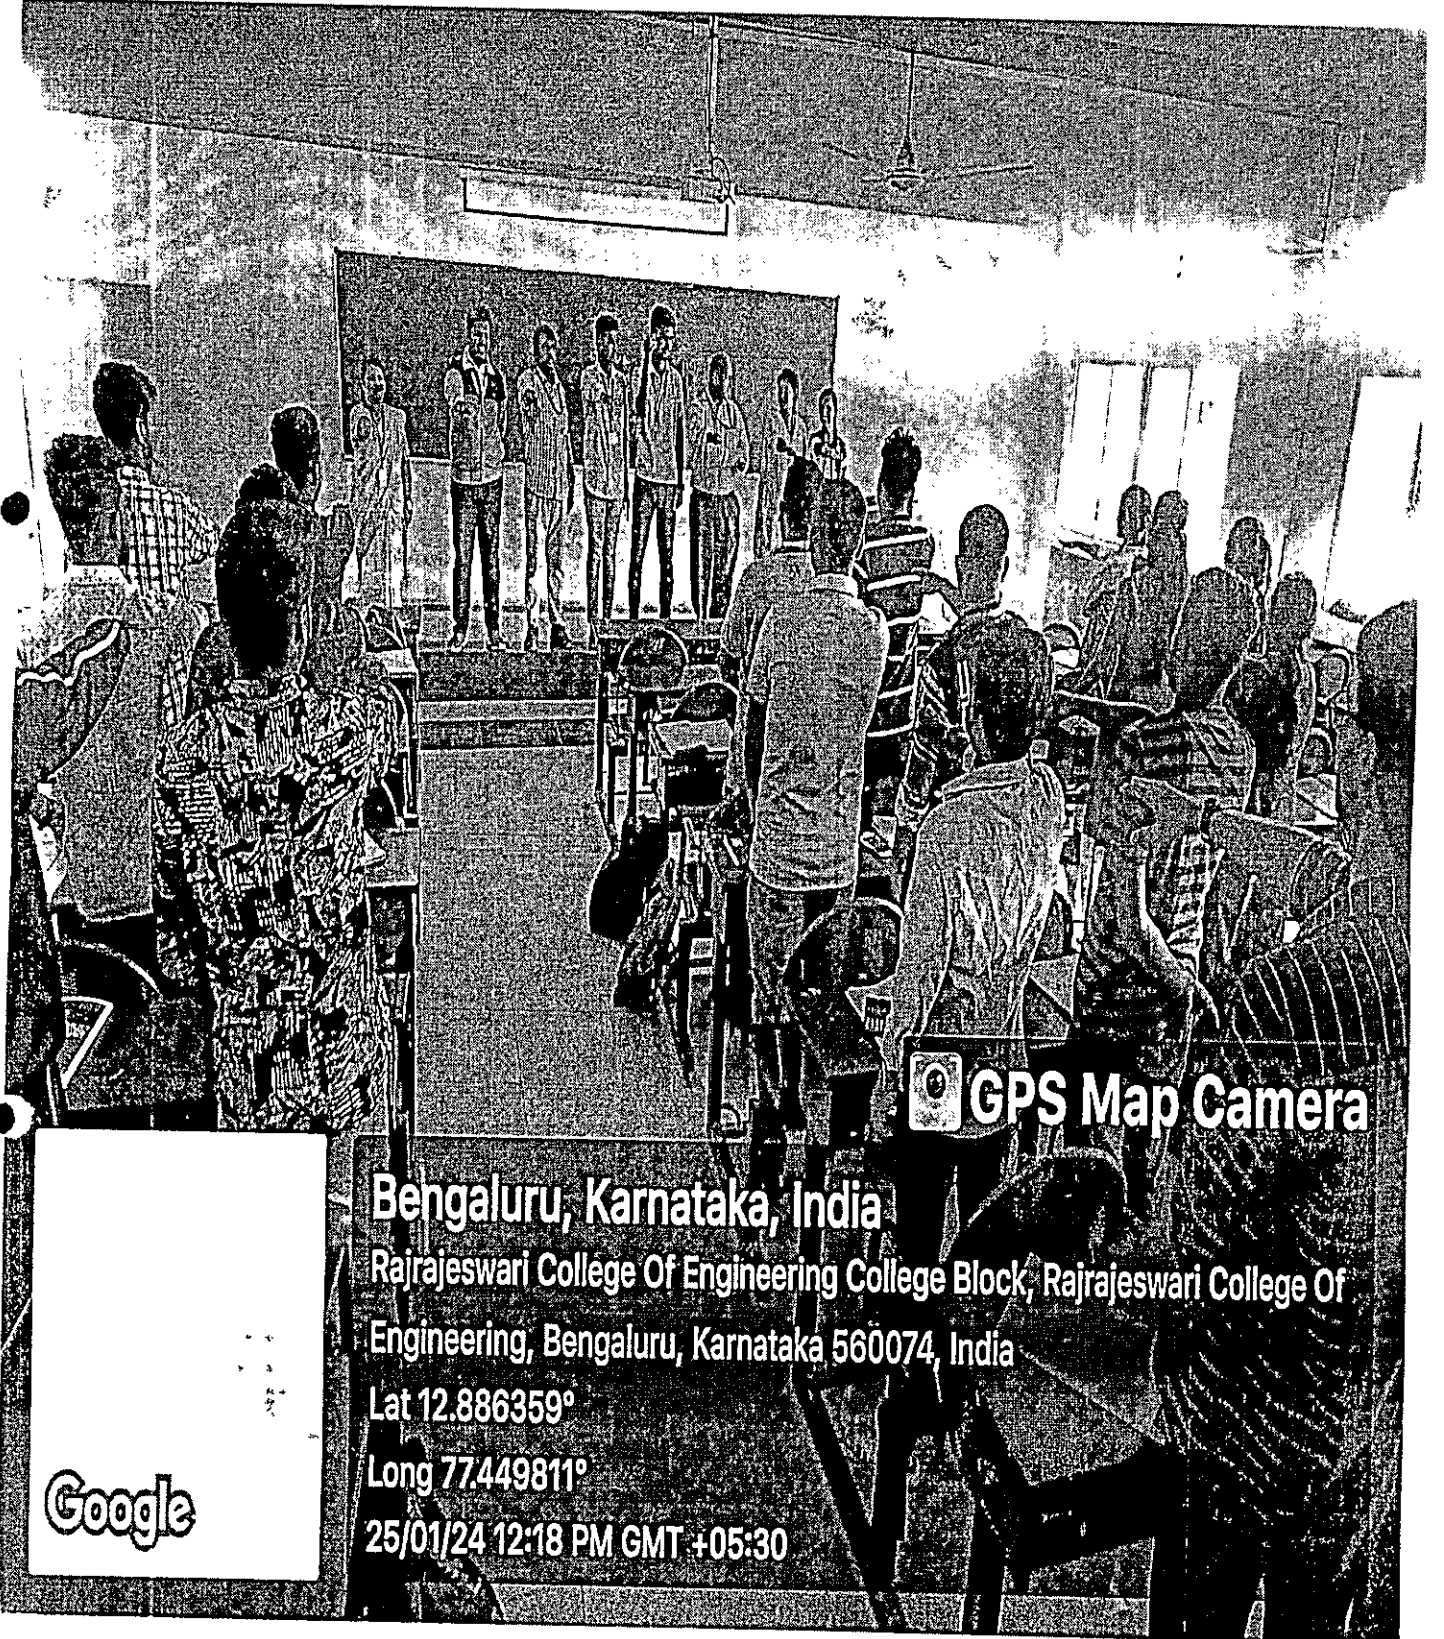 GPS Map Camera
Bengaluru, Karnataka, India
Rajrajeswari College Of Engineering College Block, Rajrajeswari College Of
Engineering, Bengaluru, Karnataka 560074, India
Lat 12.886359°
Long 77.449811°
25/01/24 12:18 PM GMT +05:30
Google